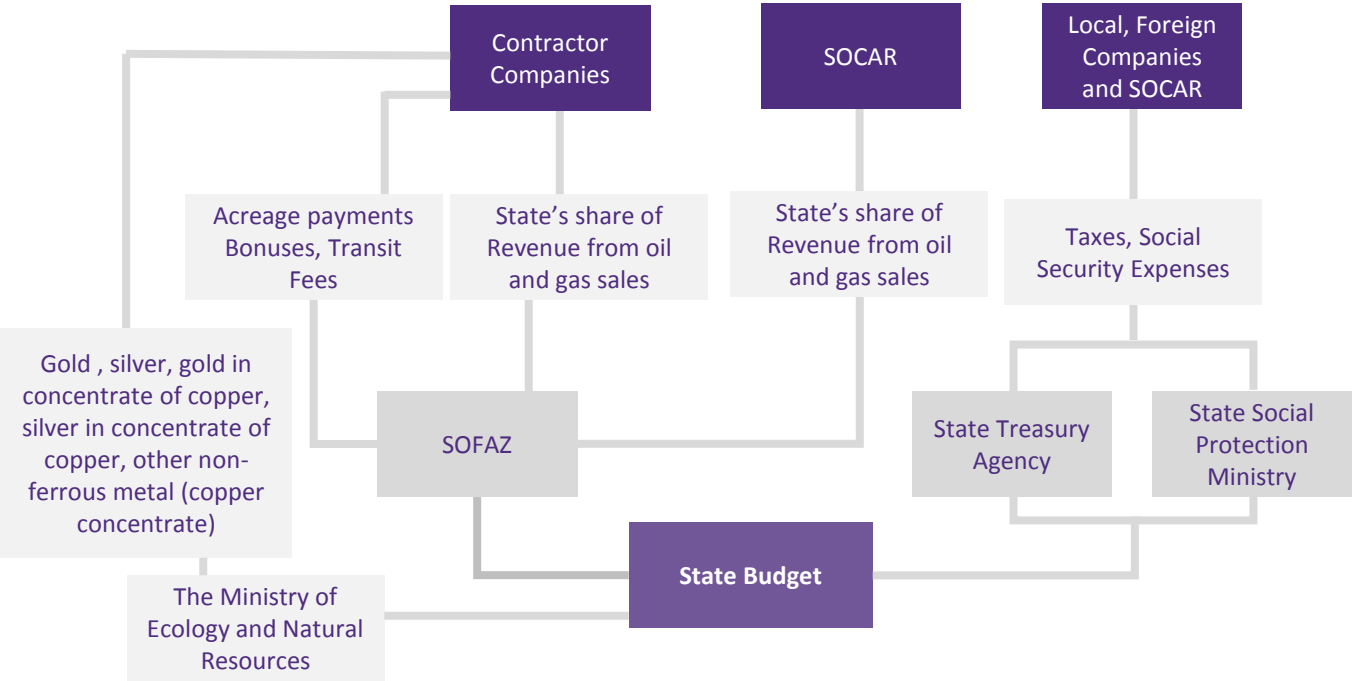 Contractor
Companies
SOCAR
Local, Foreign
Companies
and SOCAR
Acreage payments
Bonuses, Transit
Fees
State’s share of
Revenue from oil
and gas sales
State’s share of
Revenue from oil
and gas sales
Taxes, Social
Security Expenses
Gold , silver, gold in
concentrate of copper,
silver in concentrate of
copper, other non-
ferrous metal (copper
concentrate)
SOFAZ
State Treasury
Agency
State Social
Protection
Ministry
State Budget
The Ministry of
Ecology and Natural
Resources